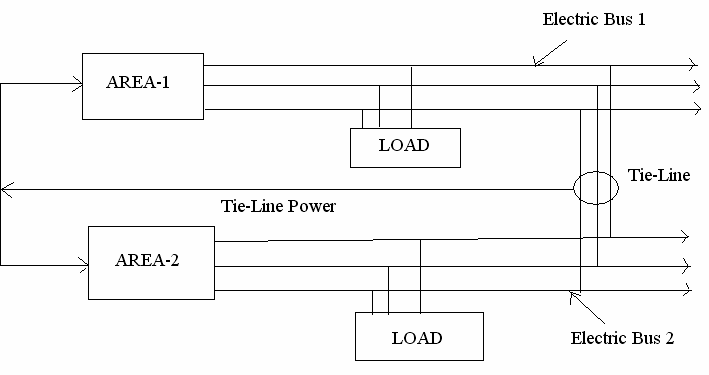 Electric Bus 1
AREA-1
LOAD
Tie-Line
Tie-Line Power
AREA-2
LOAD
Electric Bus 2